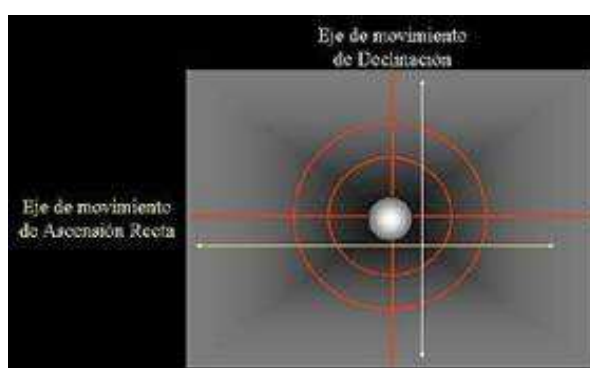 Eje de movimiento
de Declinación
Eje de movimiento
de Ascensión Recta